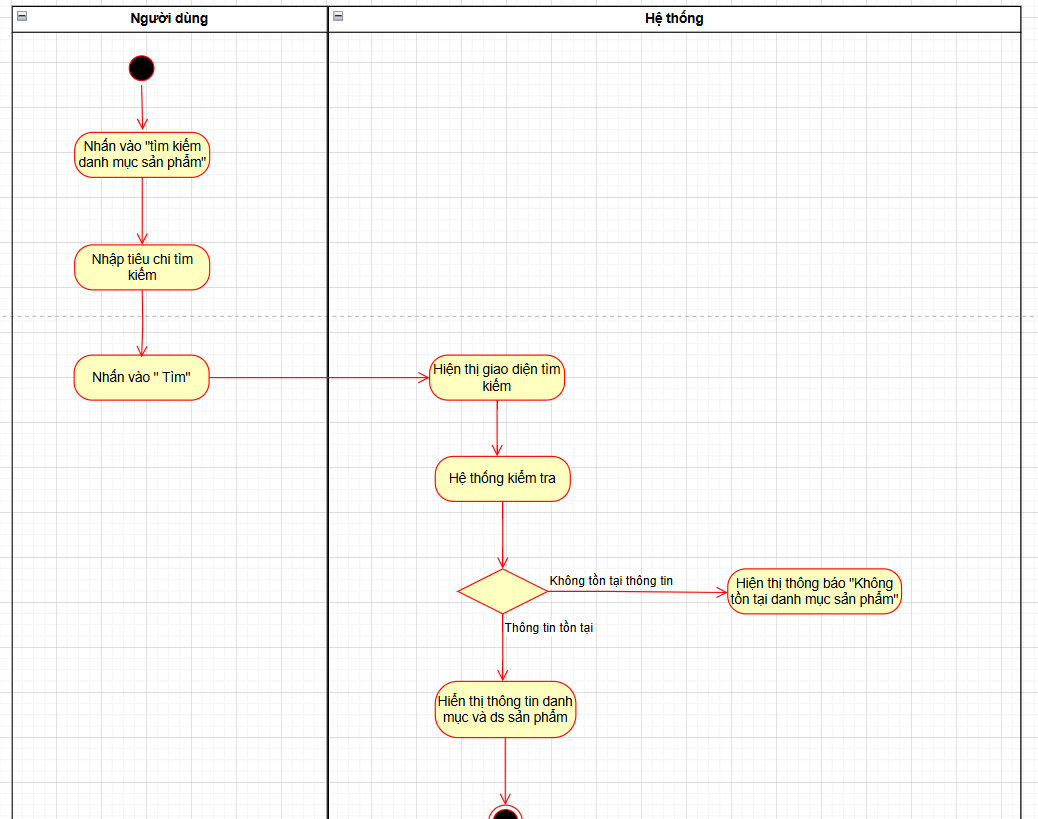 Người dùng
Hệ thống
Nhấn vào "tìm kiếm
danh mục sản phẩm"
Nhập tiêu chi tìm
kiếm
Nhấn vào " Tìm"
Hiện thị giao diện tìm
kiếm
Hệ thống kiểm tra
Không tồn tại thông tin
Hiện thị thông báo "Không
tồn tại danh mục sản phẩm"
Thông tin tồn tại
Hiển thị thông tin danh
mục và ds sản phẩm